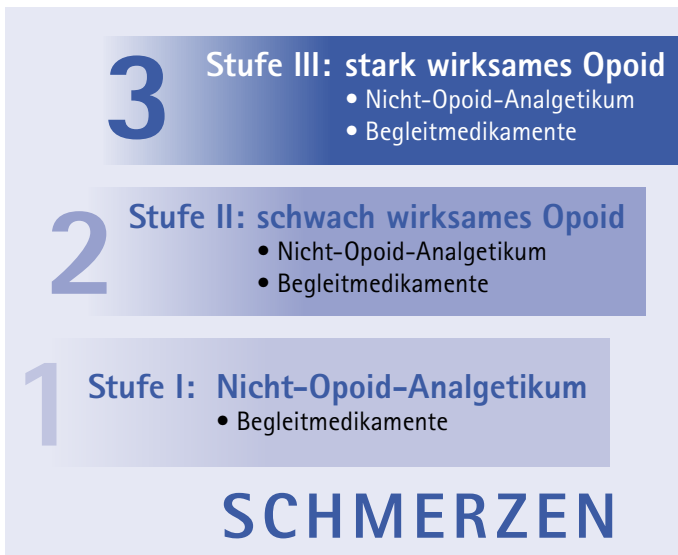 3
Stufe III: stark wirksames Opioid
• Nicht-Opoid-Analgetikum
• Begleitmedikamente
2
Stufe II: schwach wirksames Opoid
• Nicht-Opoid-Analgetikum
• Begleitmedikamente
1
Stufe I: Nicht-Opoid-Analgetikum
• Begleitmedikamente
SCHMERZEN